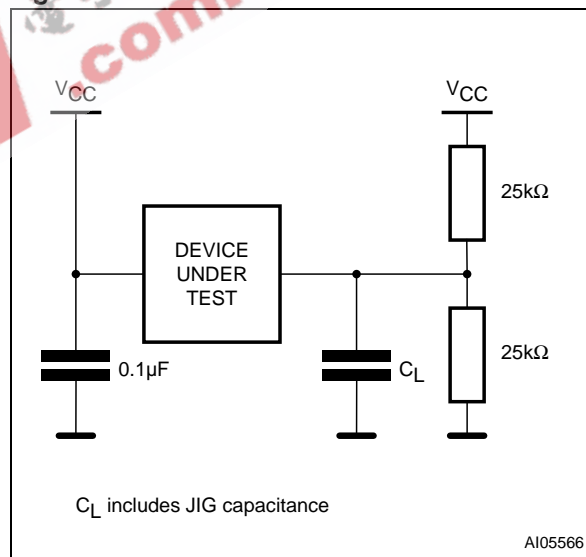 .com
VCC
VCC
25kΩ
DEVICE
UNDER
TEST
0.1µF
CL
25kΩ
CL includes JIG capacitance
AI05566